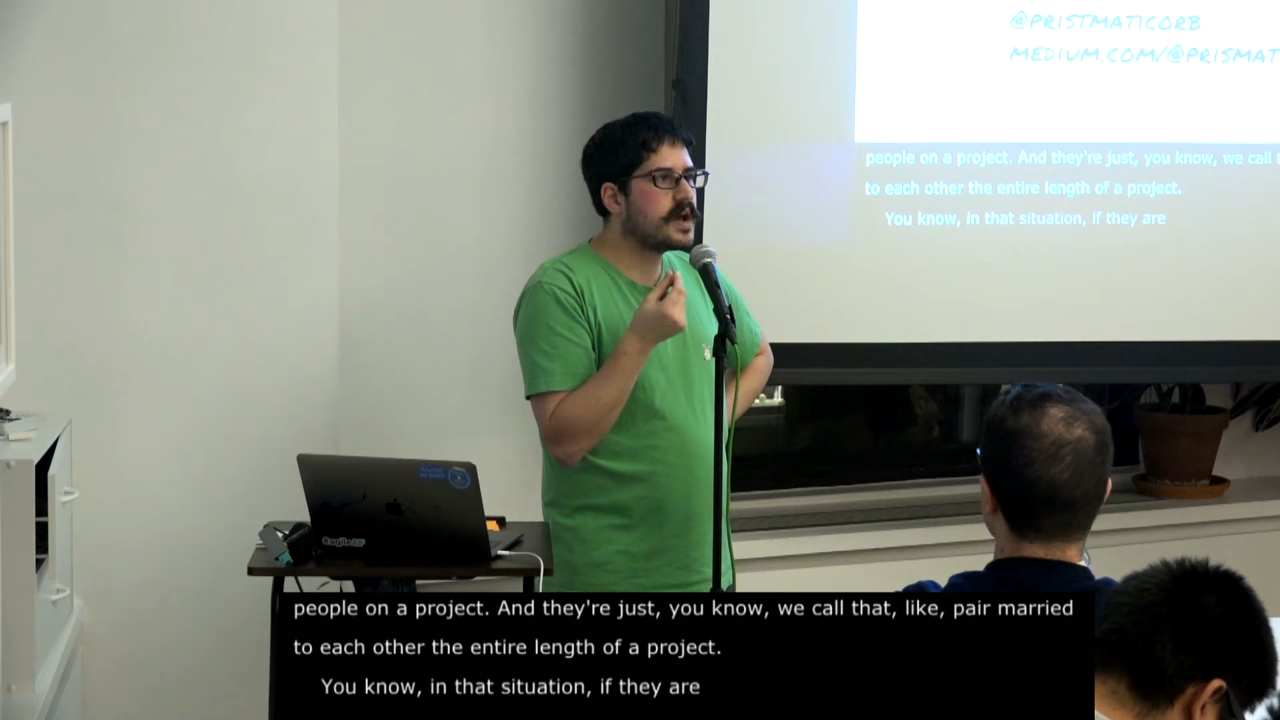 @PRISTMATICORB
MEDIUM.COM/@PRISMAT
people on a project. And they're just, you know, we call t
to each other the entire length of a project.
You know, in that situation, if they are
people on a project. And they're just, you know, we call that, like, pair married
to each other the entire length of a project.
You know, in that situation, if they are